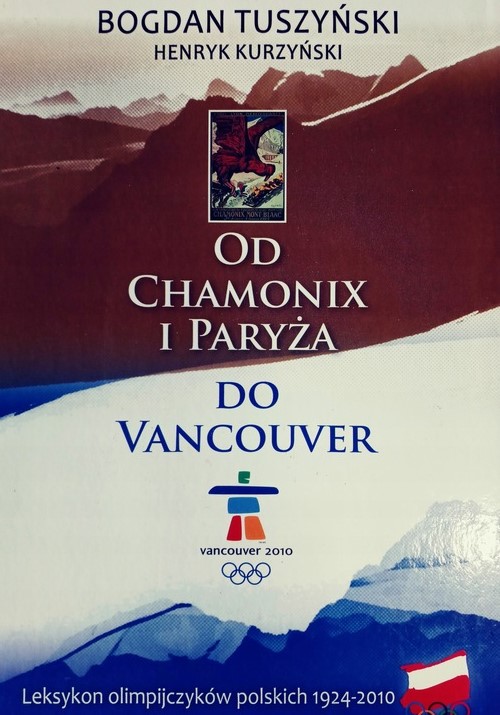 BOGDAN TUSZYŃSKI
HENRYK KURZYŃSKI
CHAMONIX MONT-BLANC
OD
CHAMONIX
I PARYŻA
DO
VANCOUVER
vancouver 2010
Leksykon olimpijczyków polskich 1924-2010